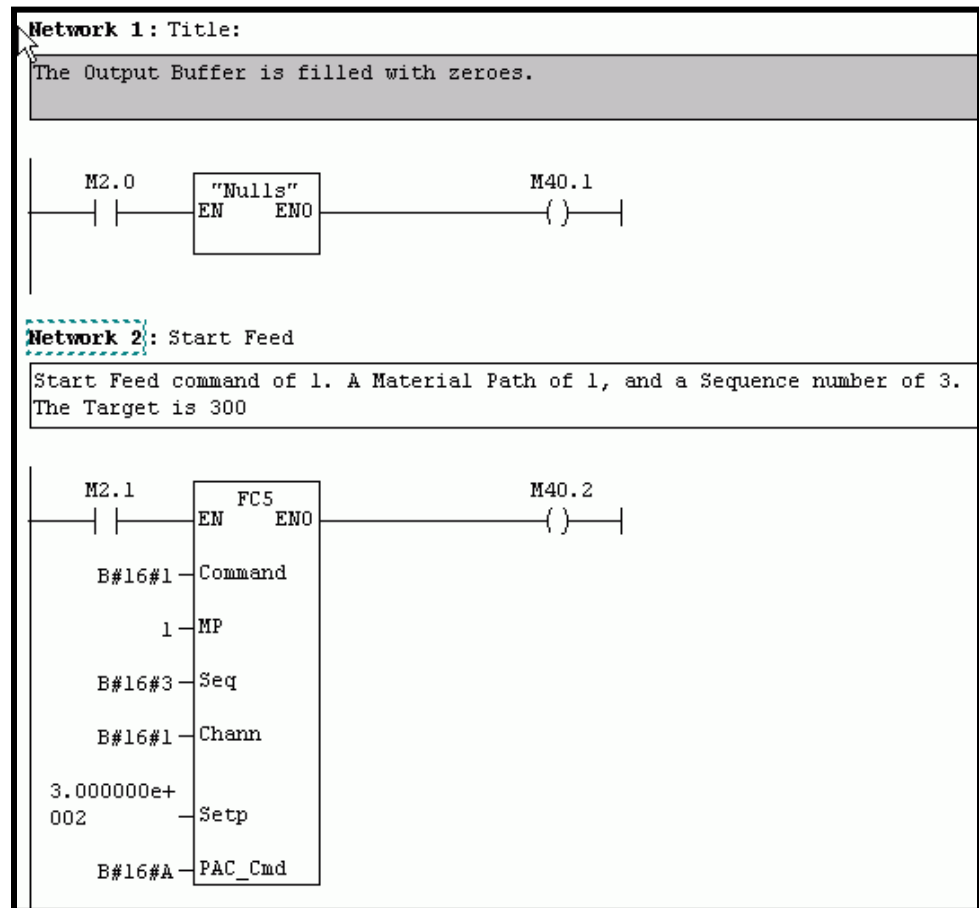 Network 1: Title:
The Output Buffer is filled with zeroes.
M2.0
"Nulls"
M40.1
EN ENO
Network 2: Start Feed
Start Feed command of 1. A Material Path of 1, and a Sequence number of 3.
The Target is 300
M2.1
FC5
M40.2
EN ENO
B#16#1 Command
1 MP
B#16#3 Seq
B#16#1 Chann
3.000000e+
002 Setp
B#16#A PAC_Cmd